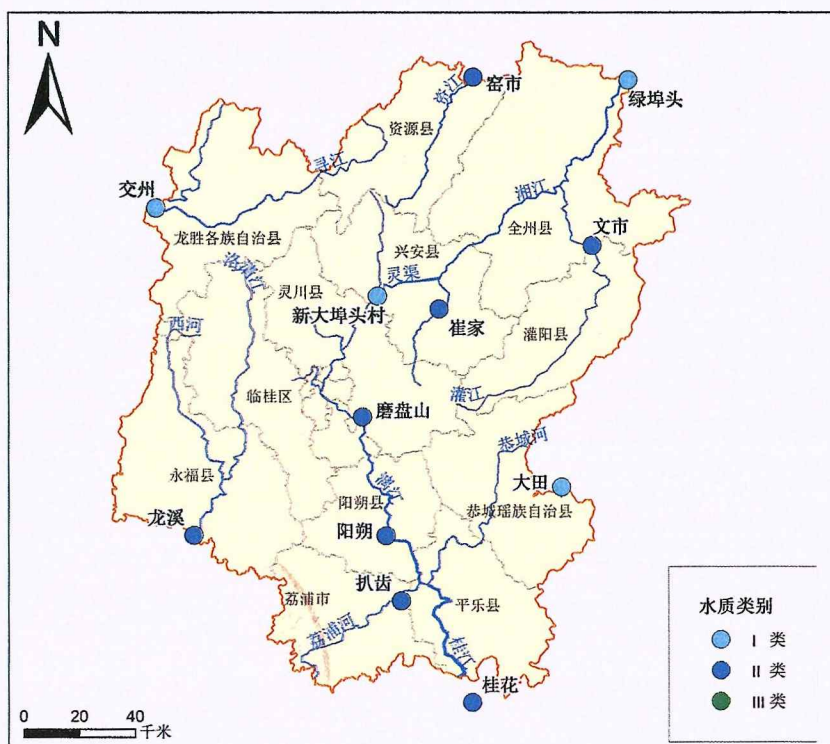 N
窑市
绿埠头
资江
资源县
寻江
交州
湘江
全州县
文市
龙胜各族自治县
兴安县
洛清江
灵渠
灵川县
新大埠头村
崔家
灌阳县
西河
临桂区
灌江
磨盘山
恭城河
永福县
漓江
大田
阳朔县
恭城瑶族自治县
龙溪
阳朔
扒齿
荔浦市
平乐县
荔浦河
桂江
桂花
水质类别
I 类
II 类
III 类
0 20 40
千米